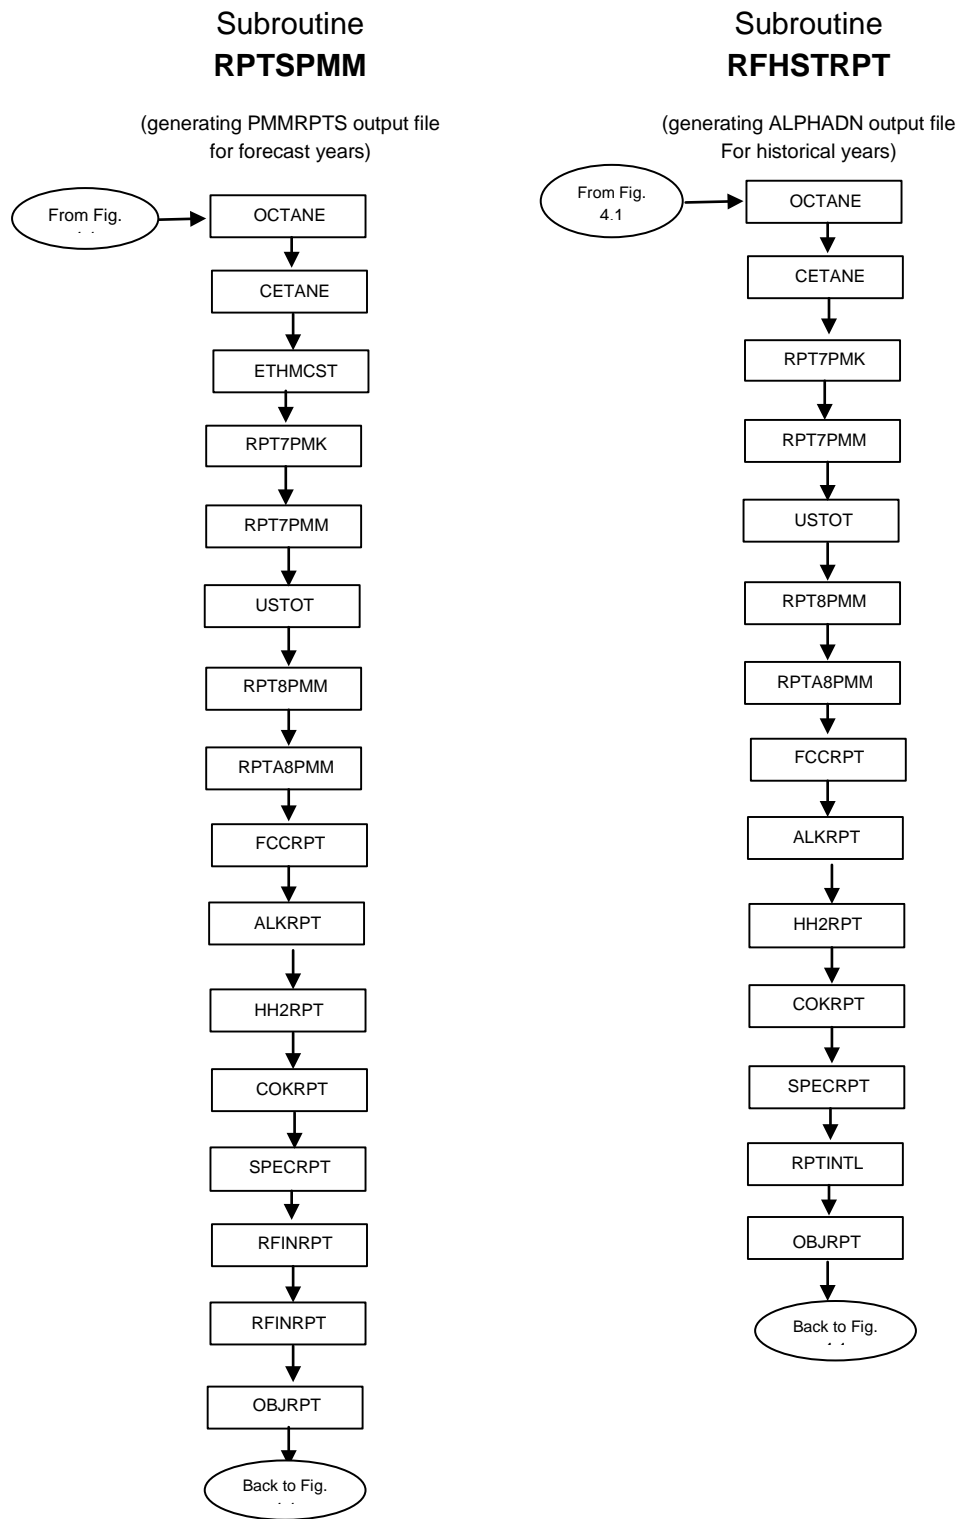 Subroutine
RPTSPMM
(generating PMMRPTS output file
for forecast years)
From Fig.
OCTANE
CETANE
ETHMCST
RPT7PMK
RPT7PMM
USTOT
RPT8PMM
RPTA8PMM
FCCRPT
ALKRPT
HH2RPT
COKRPT
SPECRPT
RFINRPT
RFINRPT
OBJRPT
Back to Fig.
Subroutine
RFHSTRPT
(generating ALPHADN output file
For historical years)
From Fig.
4.1
OCTANE
CETANE
RPT7PMK
RPT7PMM
USTOT
RPT8PMM
RPTA8PMM
FCCRPT
ALKRPT
HH2RPT
COKRPT
SPECRPT
RPTINTL
OBJRPT
Back to Fig.